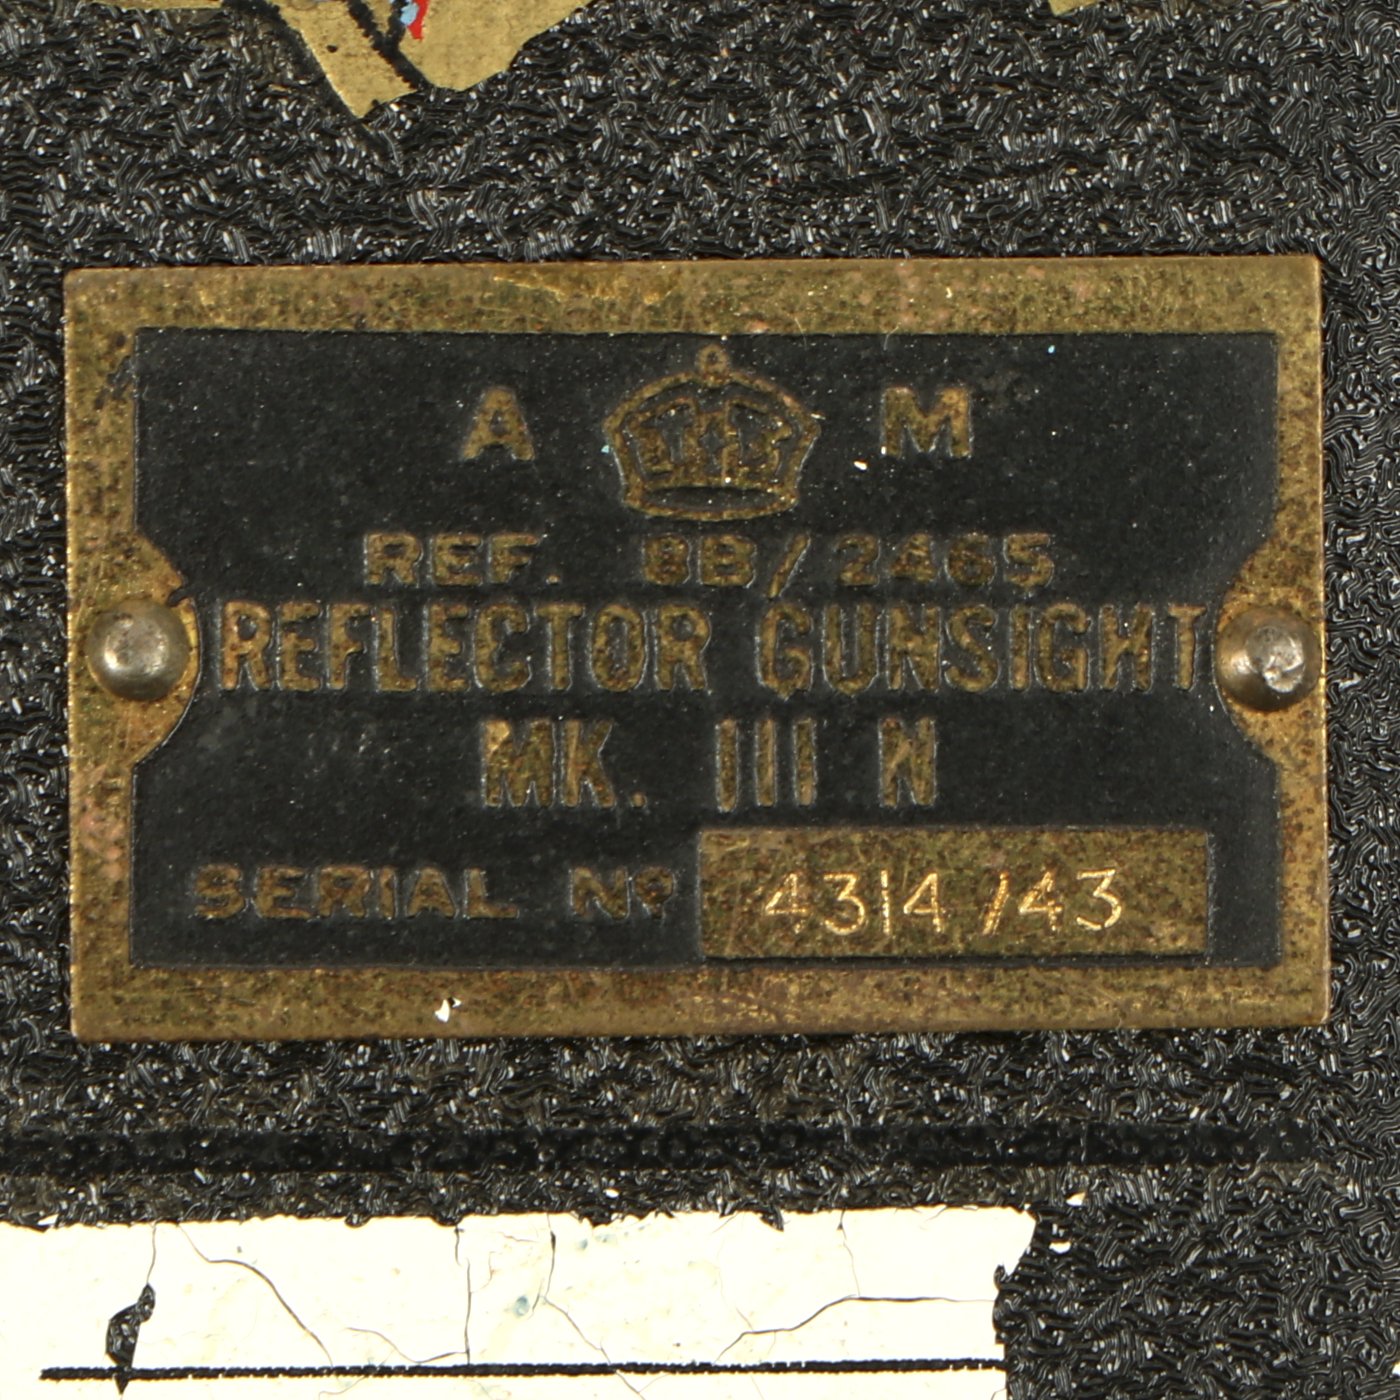 A M
REF. 8B/2465
REFLECTOR GUNSIGHT
MK. III N
SERIAL Nº 4314/43